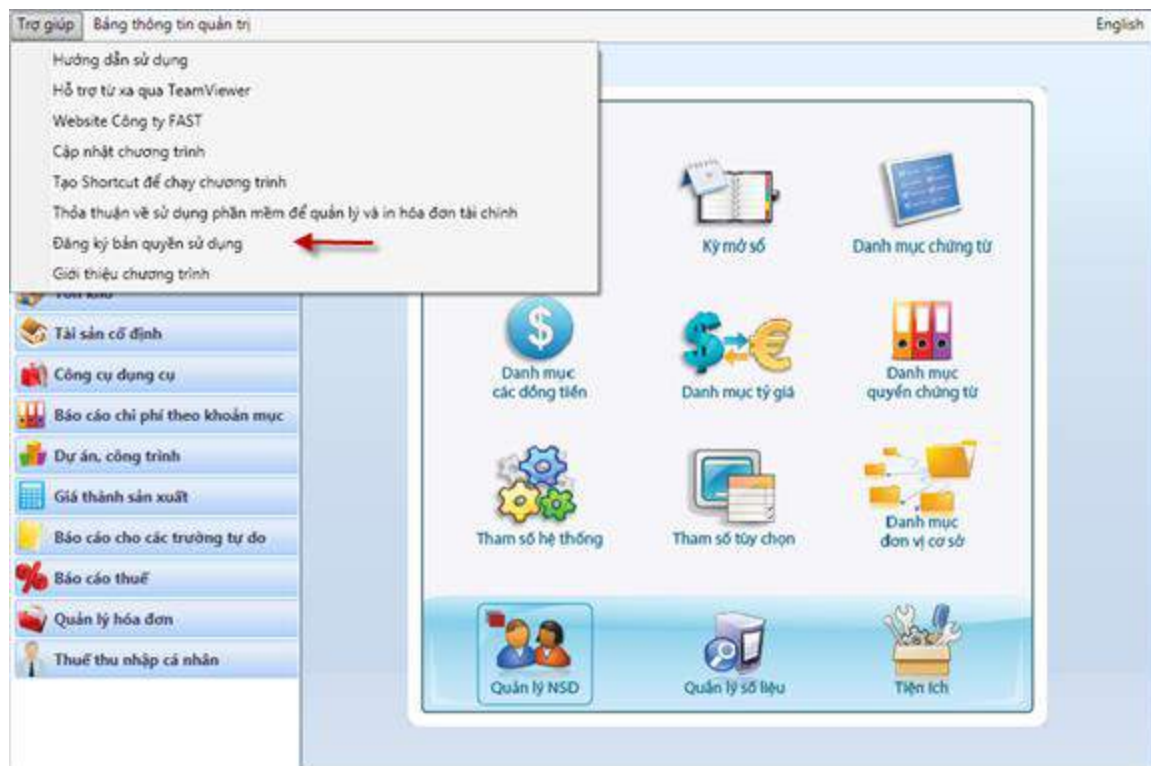 Trợ giúp Bảng thông tin quản trị English
Hướng dẫn sử dụng
Hỗ trợ từ xa qua TeamViewer
Website Công ty FAST
Cập nhật chương trình
Tạo Shortcut để chạy chương trình
Thỏa thuận về sử dụng phần mềm để quản lý và in hóa đơn tài chính
Đăng ký bản quyền sử dụng
Giới thiệu chương trình
Tồn kho
Tài sản cố định
Công cụ dụng cụ
Báo cáo chi phí theo khoản mục
Dự án, công trình
Giá thành sản xuất
Báo cáo cho các trường tự do
Báo cáo thuế
Quản lý hóa đơn
Thuế thu nhập cá nhân
Kỳ mở sổ
Danh mục chứng từ
Danh mục
các đồng tiền
Danh mục tỷ giá
Danh mục
quyển chứng từ
Tham số hệ thống
Tham số tùy chọn
Danh mục
đơn vị cơ sở
Quản lý NSD
Quản lý số liệu
Tiện ích